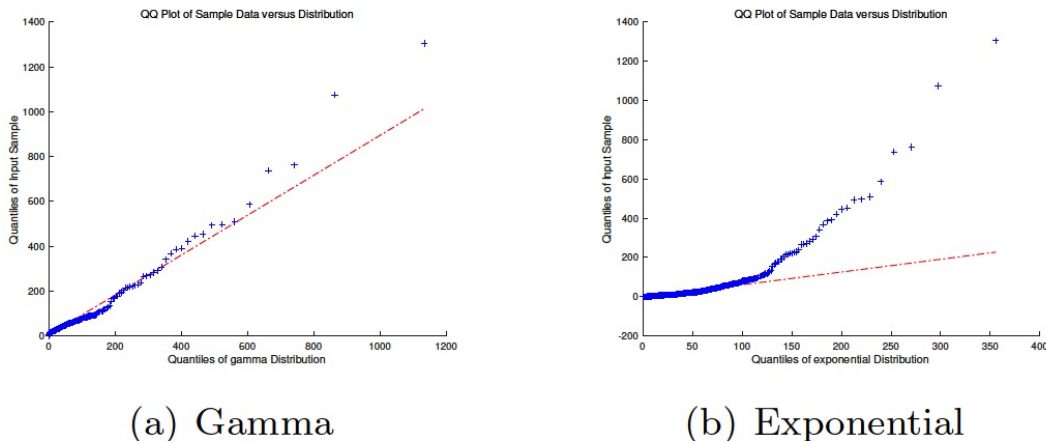 QQ Plot of Sample Data versus Distribution
1400
1200
1000
800
600
400
200
0
Quantiles of Input Sample
0 200 400 600 800 1000 1200
Quantiles of gamma Distribution
(a) Gamma
QQ Plot of Sample Data versus Distribution
1400
1200
1000
800
600
400
200
0
-200
Quantiles of Input Sample
0 50 100 150 200 250 300 350 400
Quantiles of exponential Distribution
(b) Exponential